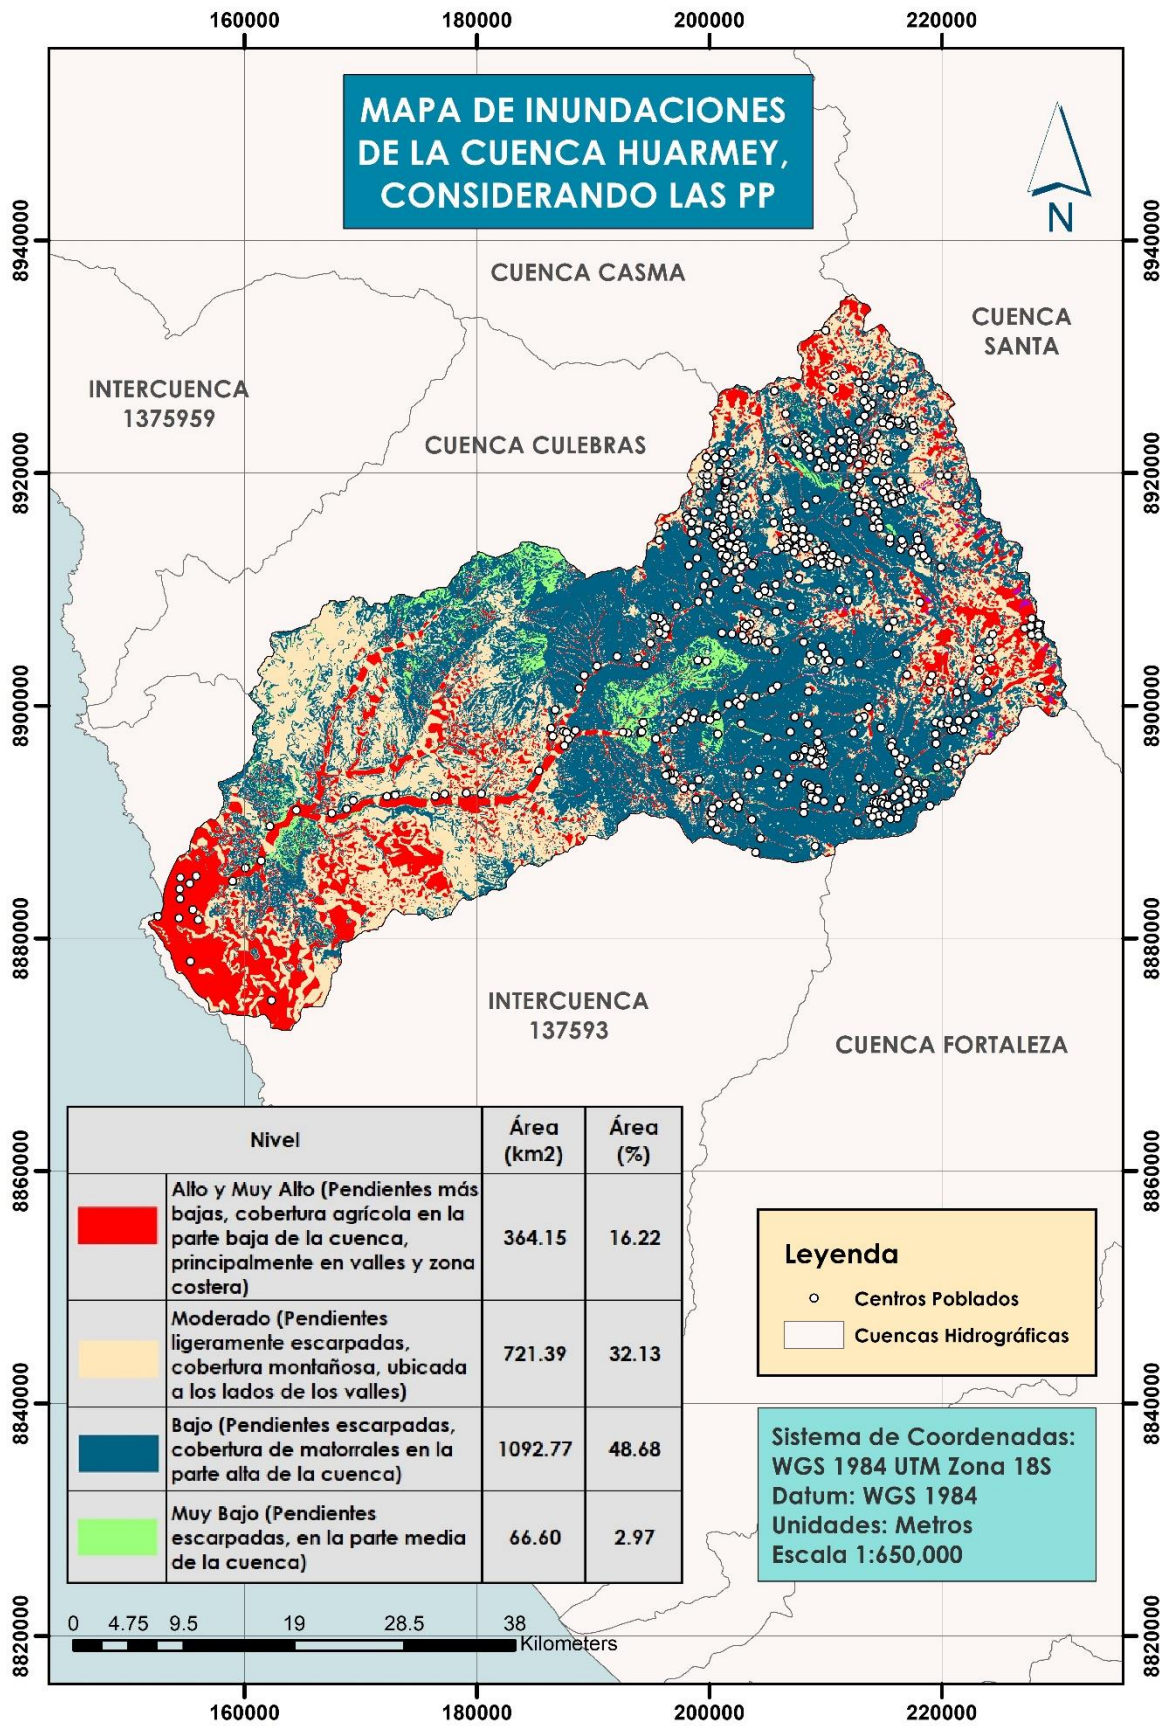 160000 180000 200000 220000
MAPA DE INUNDACIONES
DE LA CUENCA HUARMEY,
CONSIDERANDO LAS PP
N
8940000 8940000
CUENCA CASMA
CUENCA
SANTA
INTERCUENCA
1375959
CUENCA CULEBRAS
8920000 8920000
8900000 8900000
8880000 8880000
INTERCUENCA
137593
CUENCA FORTALEZA
8860000 8860000
8840000 8840000
8820000 8820000
Nivel
Área
(km2)
Área
(%)
Alto y Muy Alto (Pendientes más
bajas, cobertura agrícola en la
parte baja de la cuenca,
principalmente en valles y zona
costera)
364.15 16.22
Moderado (Pendientes
ligeramente escarpadas,
cobertura montañosa, ubicada
a los lados de los valles)
721.39 32.13
Bajo (Pendientes escarpadas,
cobertura de matorrales en la
parte alta de la cuenca)
1092.77 48.68
Muy Bajo (Pendientes
escarpadas, en la parte media
de la cuenca)
66.60 2.97
Leyenda
Centros Poblados
Cuencas Hidrográficas
Sistema de Coordenadas:
WGS 1984 UTM Zona 18S
Datum: WGS 1984
Unidades: Metros
Escala 1:650,000
0 4.75 9.5 19 28.5 38
Kilometers
160000 180000 200000 220000